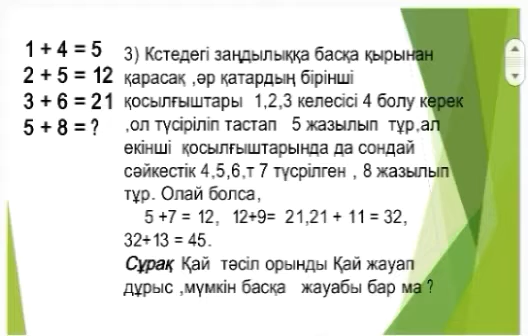 1 + 4 = 5
2 + 5 = 12
3 + 6 = 21
5 + 8 = ?
3) Кстедегі заңдылыққа басқа қырынан
қарасақ ,әр қатардың бірінші
қосылғыштары 1,2,3 келесісі 4 болу керек
,ол түсіріліп тастап 5 жазылып тұр,ал
екінші қосылғыштарында да сондай
сәйкестік 4,5,6,т 7 түсрілген , 8 жазылып
тұр. Олай болса,
5 +7 = 12, 12+9= 21,21 + 11 = 32,
32+13 = 45.
Сұрақ Қай тәсіл орынды Қай жауап
дұрыс ,мүмкін басқа жауабы бар ма ?